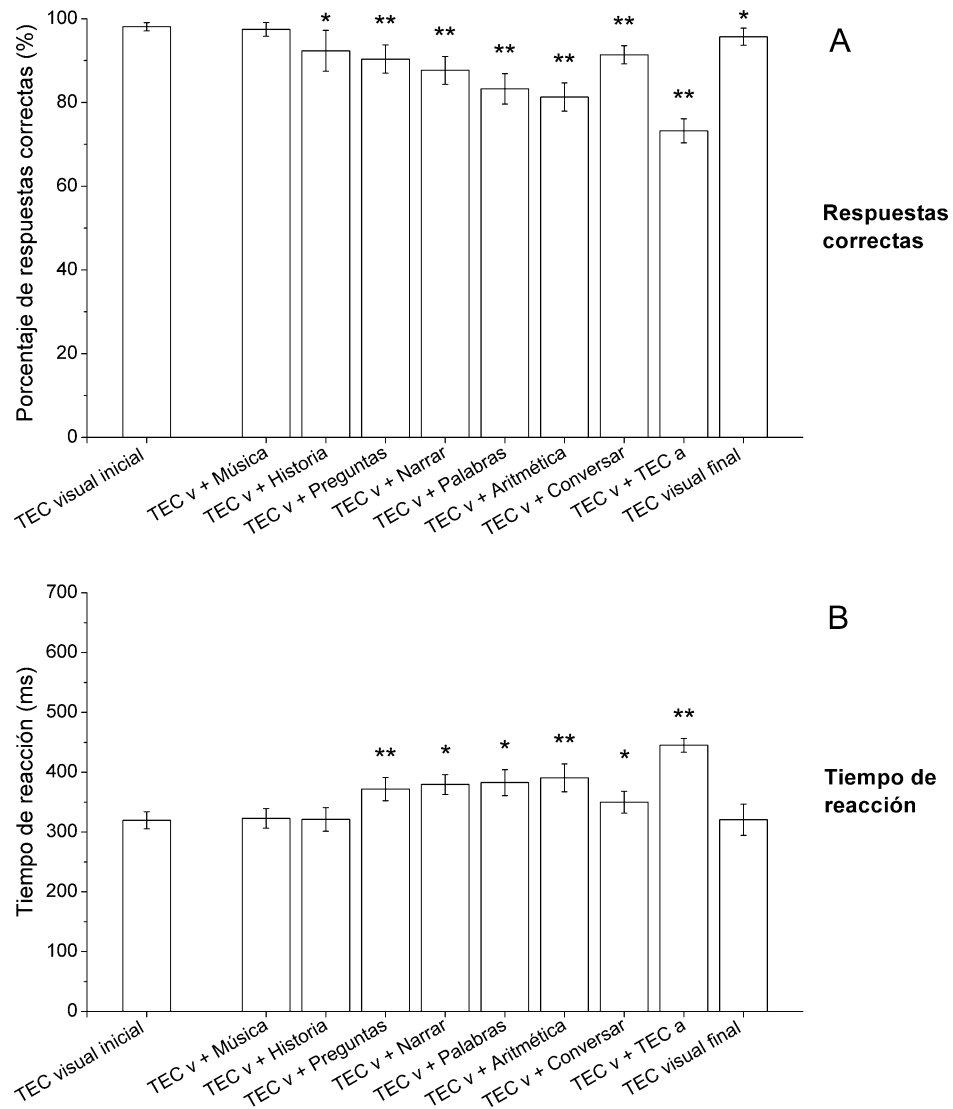 A
Respuestas
correctas
Porcentaje de respuestas correctas (%)
100
80
60
40
20
0
*
**
**
**
**
**
**
*
TEC visual inicial
TEC v + Música
TEC v + Historia
TEC v + Preguntas
TEC v + Narrar
TEC v + Palabras
TEC v + Aritmética
TEC v + Conversar
TEC v + TEC a
TEC visual final
B
Tiempo de
reacción
Tiempo de reacción (ms)
700
600
500
400
300
200
100
0
**
*
*
**
*
**
TEC visual inicial
TEC v + Música
TEC v + Historia
TEC v + Preguntas
TEC v + Narrar
TEC v + Palabras
TEC v + Aritmética
TEC v + Conversar
TEC v + TEC a
TEC visual final